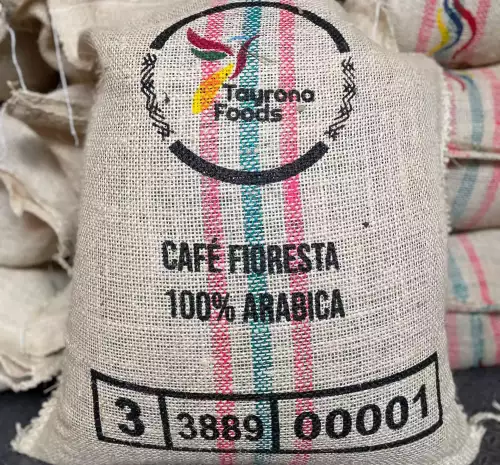 Tayrona
Foods
CAFÉ FIORESTA
100% ARABICA
3 3889 00001